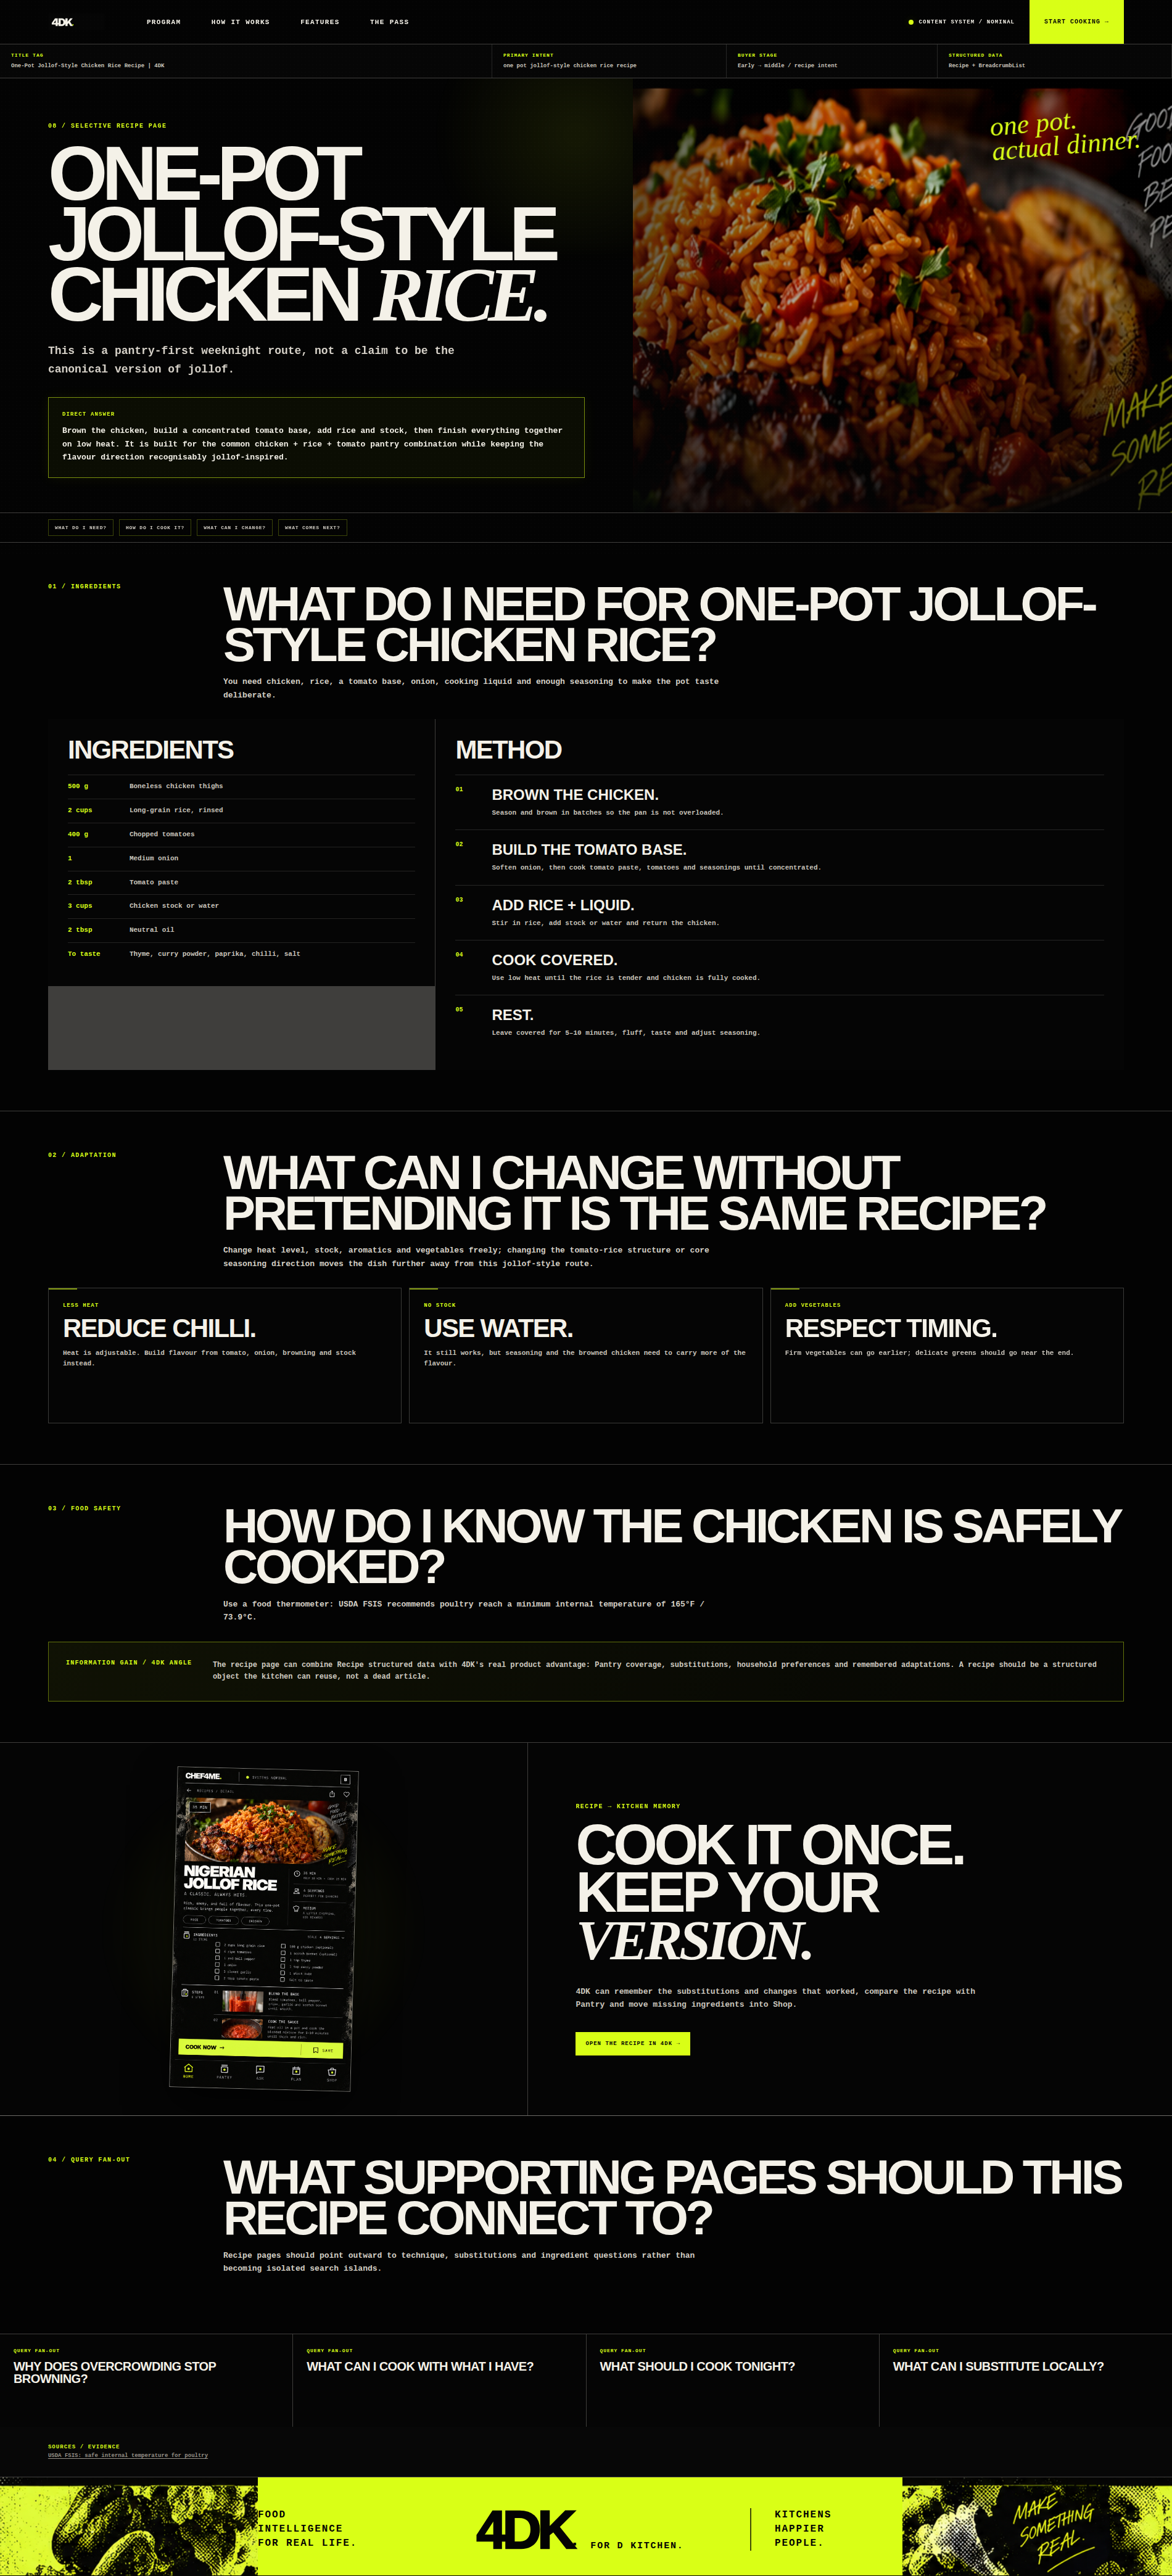 4DK
PROGRAM
HOW IT WORKS
FEATURES
THE PASS
CONTENT SYSTEM / NOMINAL
START COOKING →
TITLE TAG
One-Pot Jollof-Style Chicken Rice Recipe | 4DK
PRIMARY INTENT
one pot jollof-style chicken rice recipe
BUYER STAGE
Early → middle / recipe intent
STRUCTURED DATA
Recipe + BreadcrumbList
08 / SELECTIVE RECIPE PAGE
ONE-POT
JOLLOF-STYLE
CHICKEN RICE.
This is a pantry-first weeknight route, not a claim to be the
canonical version of jollof.
DIRECT ANSWER
Brown the chicken, build a concentrated tomato base, add rice and stock, then finish everything together
on low heat. It is built for the common chicken + rice + tomato pantry combination while keeping the
flavour direction recognisably jollof-inspired.
one pot.
actual dinner.
MAKE
SOME
RE
WHAT DO I NEED?
HOW DO I COOK IT?
WHAT CAN I CHANGE?
WHAT COMES NEXT?
01 / INGREDIENTS
WHAT DO I NEED FOR ONE-POT JOLLOF-
STYLE CHICKEN RICE?
You need chicken, rice, a tomato base, onion, cooking liquid and enough seasoning to make the pot taste
deliberate.
INGREDIENTS
500 g Boneless chicken thighs
2 cups Long-grain rice, rinsed
400 g Chopped tomatoes
1 Medium onion
2 tbsp Tomato paste
3 cups Chicken stock or water
2 tbsp Neutral oil
To taste Thyme, curry powder, paprika, chilli, salt
METHOD
01 BROWN THE CHICKEN.
Season and brown in batches so the pan is not overloaded.
02 BUILD THE TOMATO BASE.
Soften onion, then cook tomato paste, tomatoes and seasonings until concentrated.
03 ADD RICE + LIQUID.
Stir in rice, add stock or water and return the chicken.
04 COOK COVERED.
Use low heat until the rice is tender and chicken is fully cooked.
05 REST.
Leave covered for 5–10 minutes, fluff, taste and adjust seasoning.
02 / ADAPTATION
WHAT CAN I CHANGE WITHOUT
PRETENDING IT IS THE SAME RECIPE?
Change heat level, stock, aromatics and vegetables freely; changing the tomato-rice structure or core
seasoning direction moves the dish further away from this jollof-style route.
LESS HEAT
REDUCE CHILLI.
Heat is adjustable. Build flavour from tomato, onion, browning and stock
instead.
NO STOCK
USE WATER.
It still works, but seasoning and the browned chicken need to carry more of the
flavour.
ADD VEGETABLES
RESPECT TIMING.
Firm vegetables can go earlier; delicate greens should go near the end.
03 / FOOD SAFETY
HOW DO I KNOW THE CHICKEN IS SAFELY
COOKED?
Use a food thermometer: USDA FSIS recommends poultry reach a minimum internal temperature of 165°F /
73.9°C.
INFORMATION GAIN / 4DK ANGLE
The recipe page can combine Recipe structured data with 4DK's real product advantage: Pantry coverage, substitutions, household preferences and remembered adaptations. A recipe should be a structured
object the kitchen can reuse, not a dead article.
CHEF4ME.
NIGERIAN
JOLLOF RICE
A CLASSIC. ALWAYS HITS.
INGREDIENTS
STEPS
BLEND THE BASE
COOK THE SAUCE
COOK NOW →
SAVE
HOME
PANTRY
4DK
PLAN
SHOP
RECIPE → KITCHEN MEMORY
COOK IT ONCE.
KEEP YOUR
VERSION.
4DK can remember the substitutions and changes that worked, compare the recipe with
Pantry and move missing ingredients into Shop.
OPEN THE RECIPE IN 4DK →
04 / QUERY FAN-OUT
WHAT SUPPORTING PAGES SHOULD THIS
RECIPE CONNECT TO?
Recipe pages should point outward to technique, substitutions and ingredient questions rather than
becoming isolated search islands.
QUERY FAN-OUT
WHY DOES OVERCROWDING STOP
BROWNING?
QUERY FAN-OUT
WHAT CAN I COOK WITH WHAT I HAVE?
QUERY FAN-OUT
WHAT SHOULD I COOK TONIGHT?
QUERY FAN-OUT
WHAT CAN I SUBSTITUTE LOCALLY?
SOURCES / EVIDENCE
USDA FSIS: safe internal temperature for poultry
FOOD
INTELLIGENCE
FOR REAL LIFE.
4DK
FOR D KITCHEN.
KITCHENS
HAPPIER
PEOPLE.
MAKE
SOMETHING
REAL.